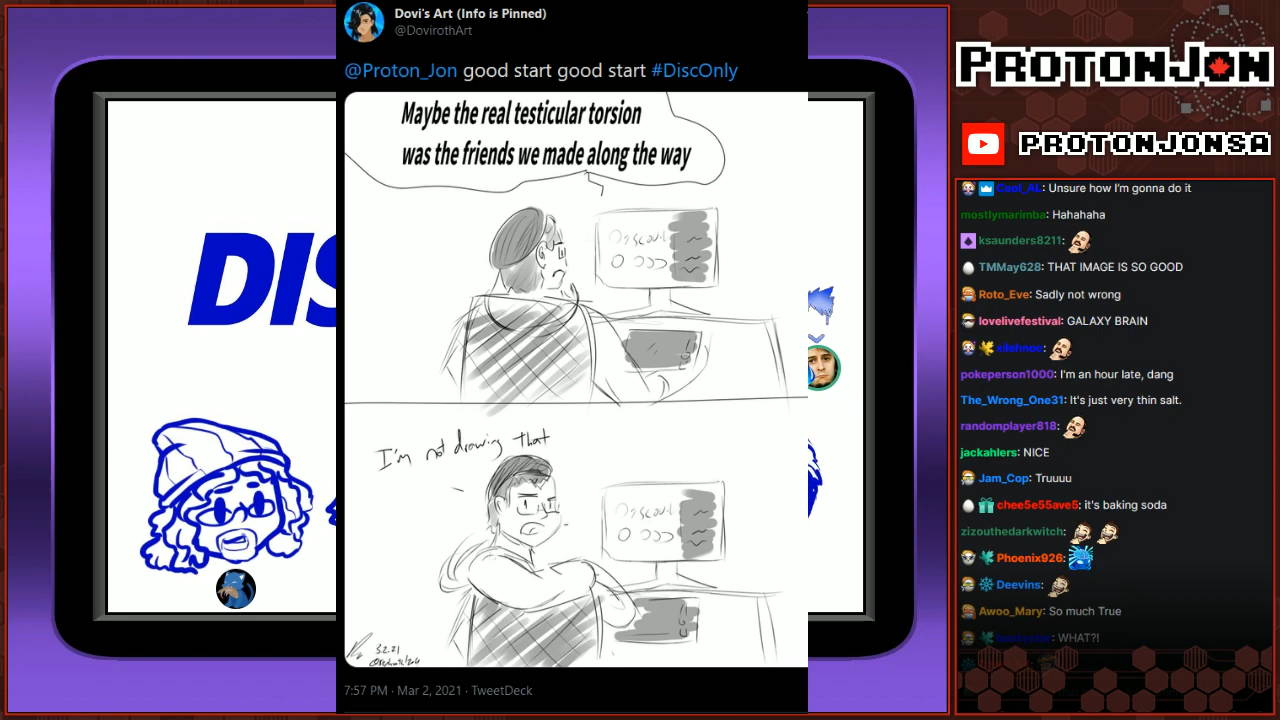 Dovi's Art (Info is Pinned)
@DovirothArt
@Proton_Jon good start good start #DiscOnly
Maybe the real testicular torsion
was the friends we made along the way
DIS
I'm not drawing that
3.2.21
7:57 PM · Mar 2, 2021 · TweetDeck
PROTONJON
PROTONJONSA
Cool_AL: Unsure how I'm gonna do it
mostlymarimba: Hahahaha
ksaunders8211:
TMMay628: THAT IMAGE IS SO GOOD
Roto_Eve: Sadly not wrong
lovelivefestival: GALAXY BRAIN
pokeperson1000: I'm an hour late, dang
The_Wrong_One31: It's just very thin salt.
randomplayer818:
jackahlers: NICE
Jam_Cop: Truuuu
chee5e55ave5: it's baking soda
zizouthedarkwitch:
Phoenix926:
Deevins:
Awoo_Mary: So much True
WHAT?!